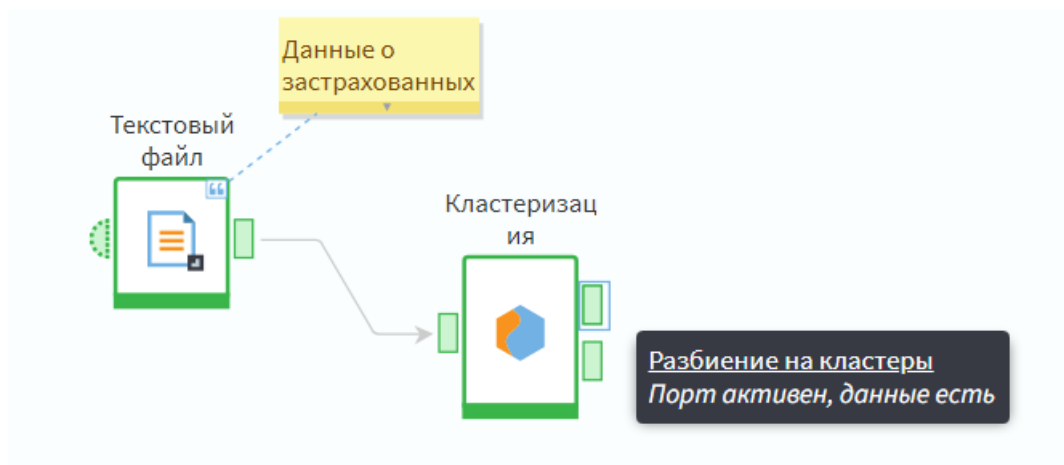 Данные о
застрахованных
Текстовый
файл
Кластеризац
ия
Разбиение на кластеры
Порт активен, данные есть